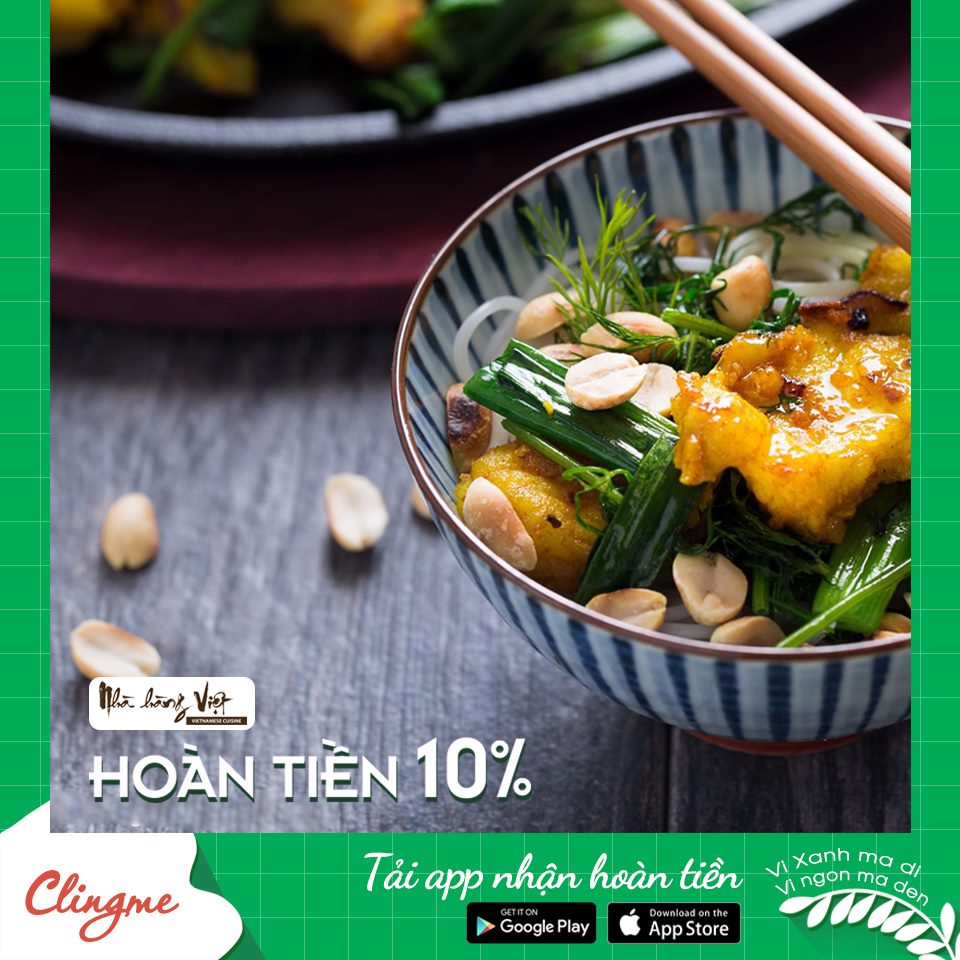 Nhà hàng Việt
VIETNAMESE CUISINE
HOÀN TIỀN 10%
Clingme
Tải app nhận hoàn tiền
GET IT ON
Google Play
Download on the
App Store
Vì Xanh mà đi
Vì ngon mà đến